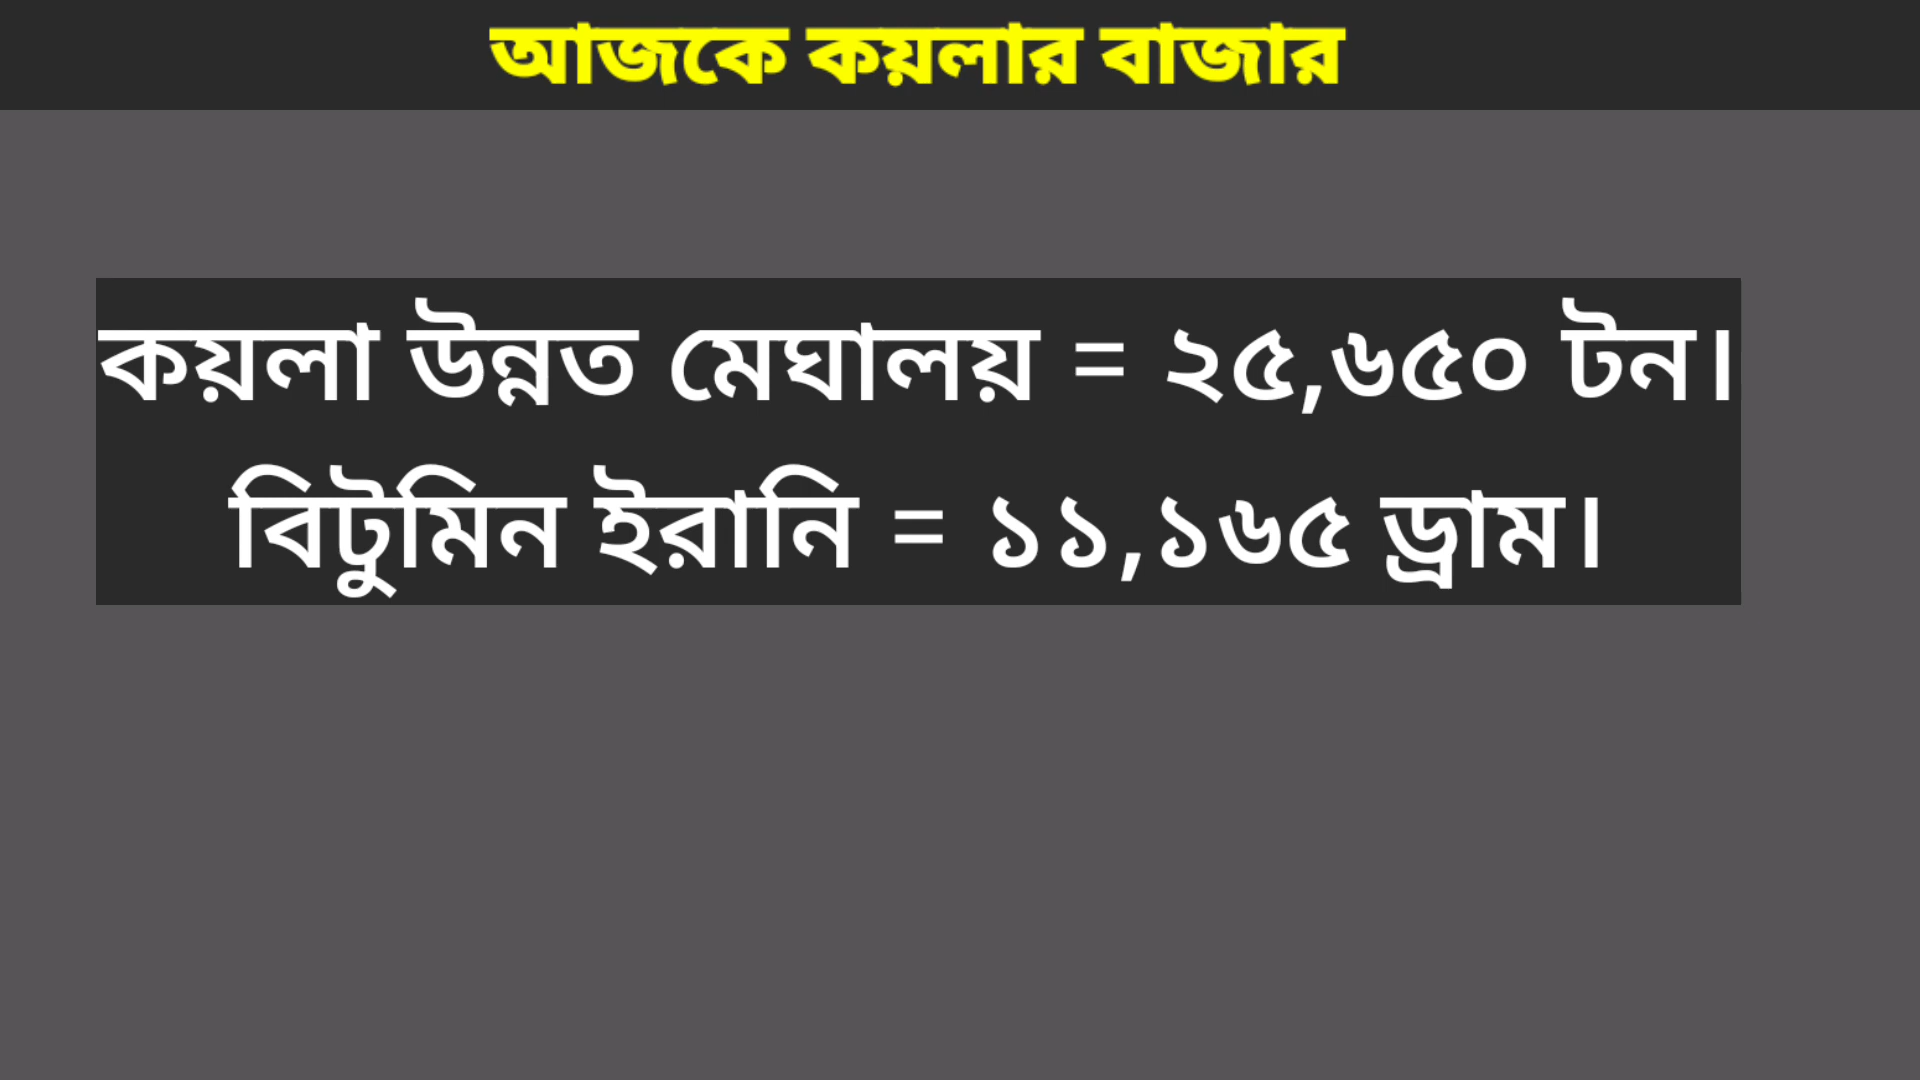 আজকে কয়লার বাজার
কয়লা উন্নত মেঘালয় = ২৫,৬৫০ টন।
বিটুমিন ইরানি = ১১,১৬৫ ড্রাম।